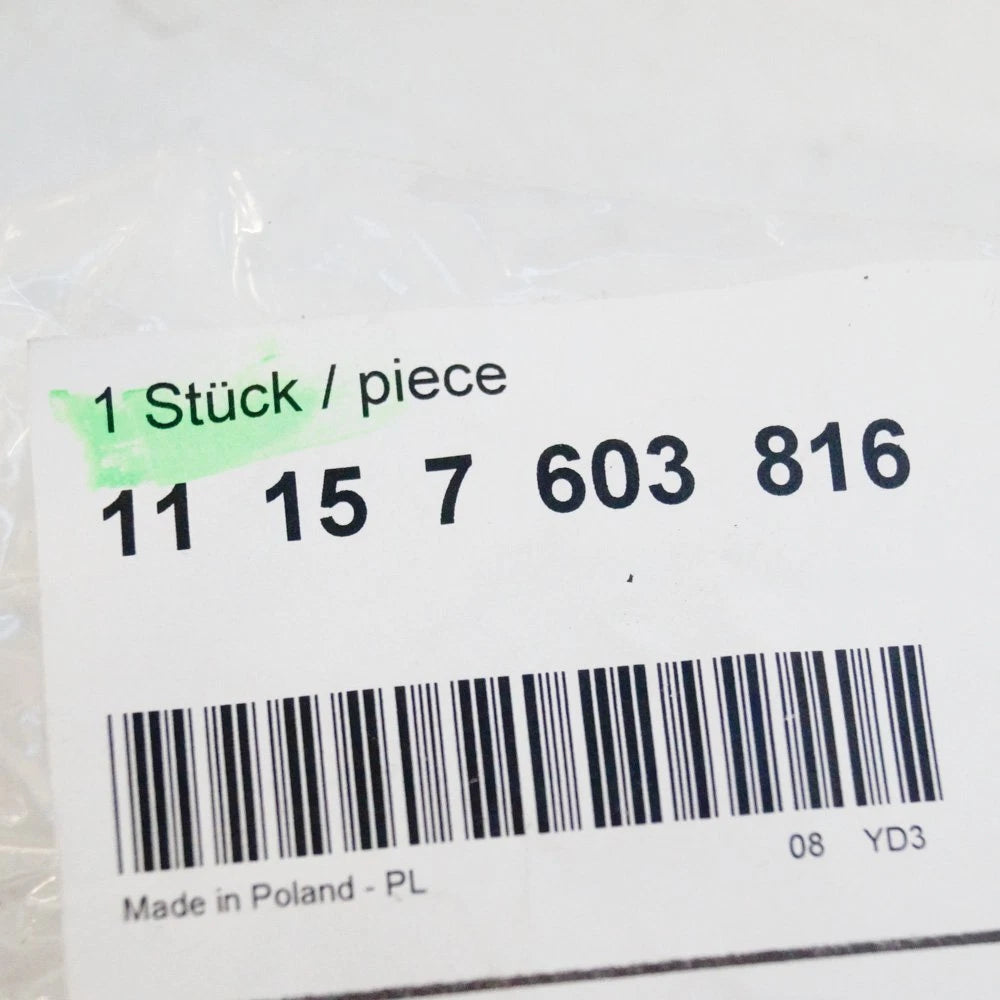 1 Stück / piece
11 15 7 603 816
08 YD3
Made in Poland - PL